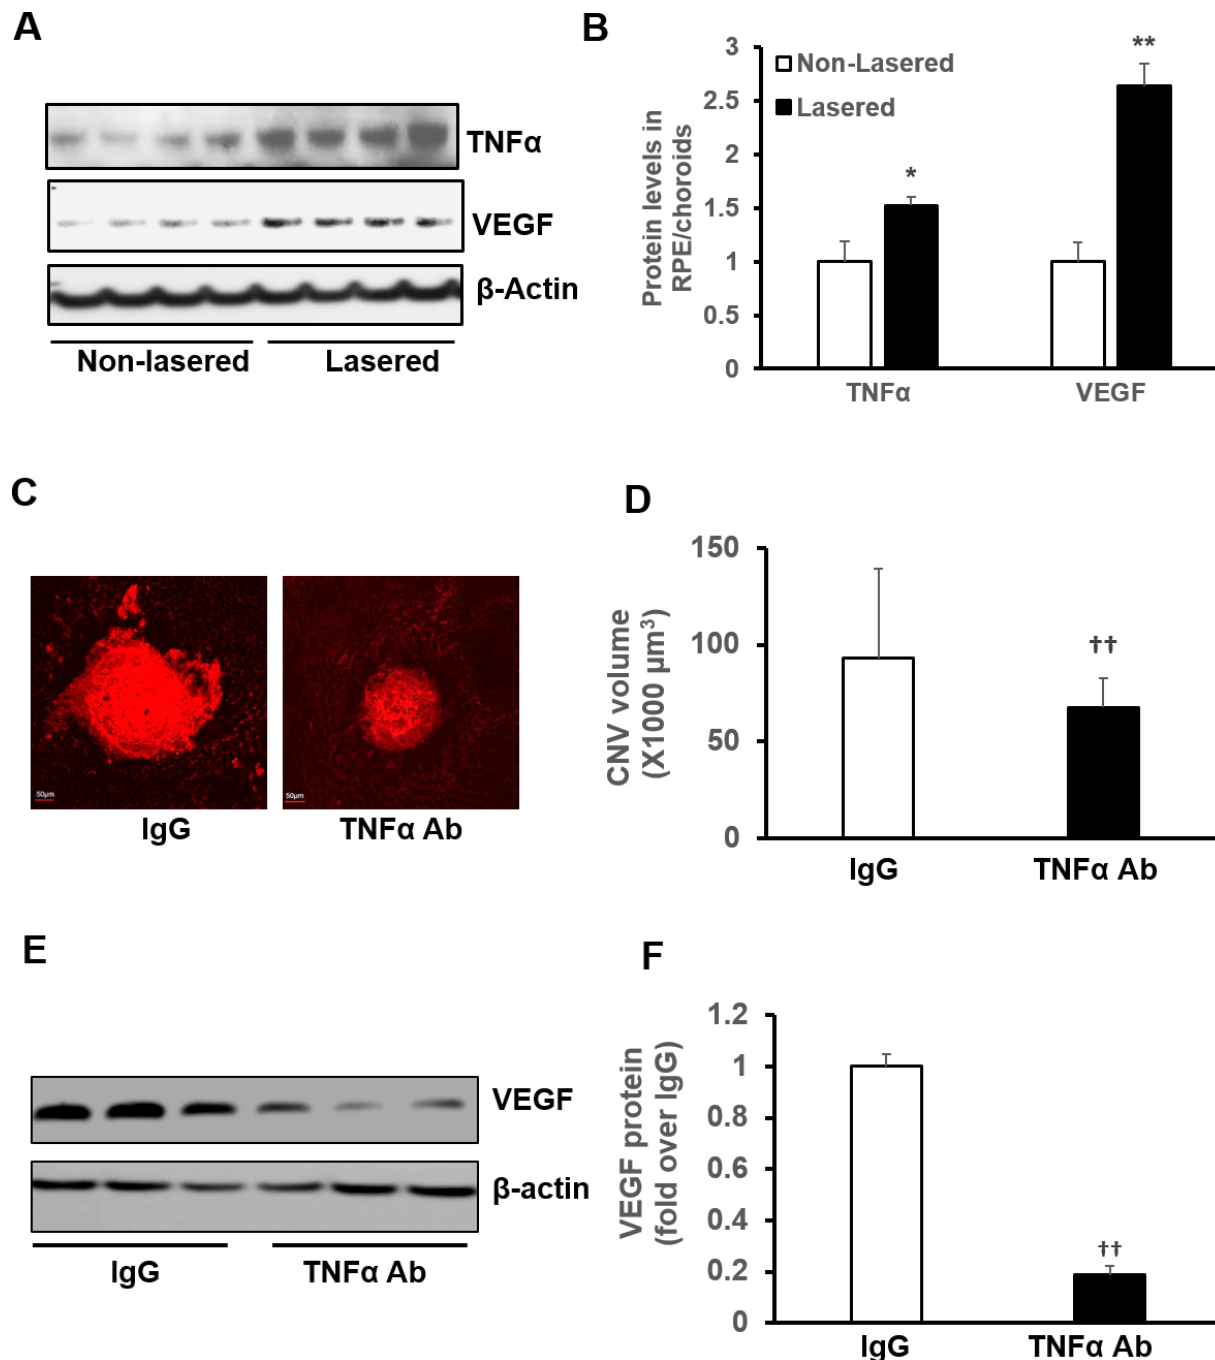 A
TNFα
VEGF
β-Actin
Non-lasered
Lasered
B
Protein levels in
RPE/choroids
3
2.5
2
1.5
1
0.5
0
Non-Lasered
Lasered
*
**
TNFα
VEGF
C
50µm
50µm
IgG
TNFα Ab
D
CNV volume
(X1000 µm³)
150
100
50
0
††
IgG
TNFα Ab
E
VEGF
β-actin
IgG
TNFα Ab
F
VEGF protein
(fold over IgG)
1.2
1
0.8
0.6
0.4
0.2
0
††
IgG
TNFα Ab